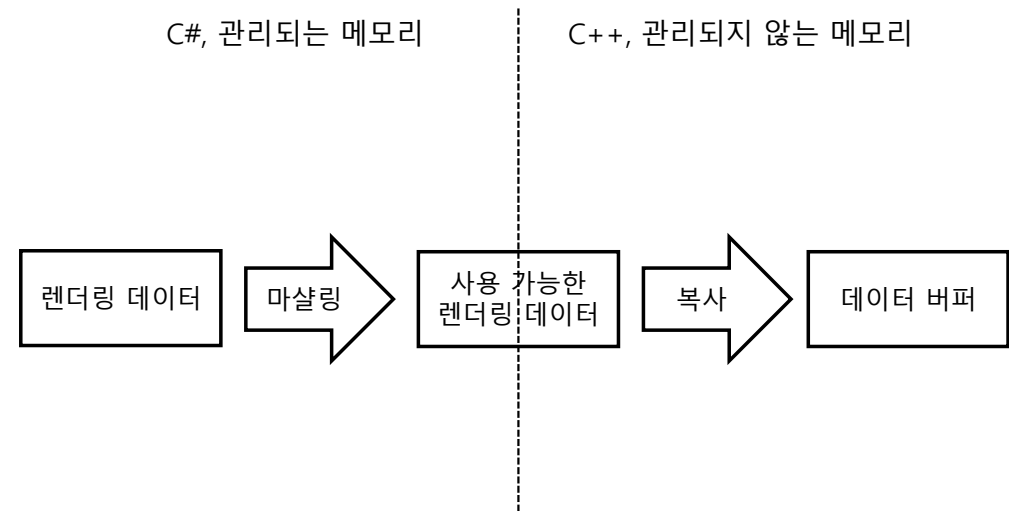 C#, 관리되는 메모리
C++, 관리되지 않는 메모리
렌더링 데이터
마샬링
사용 가능한
렌더링 데이터
복사
데이터 버퍼